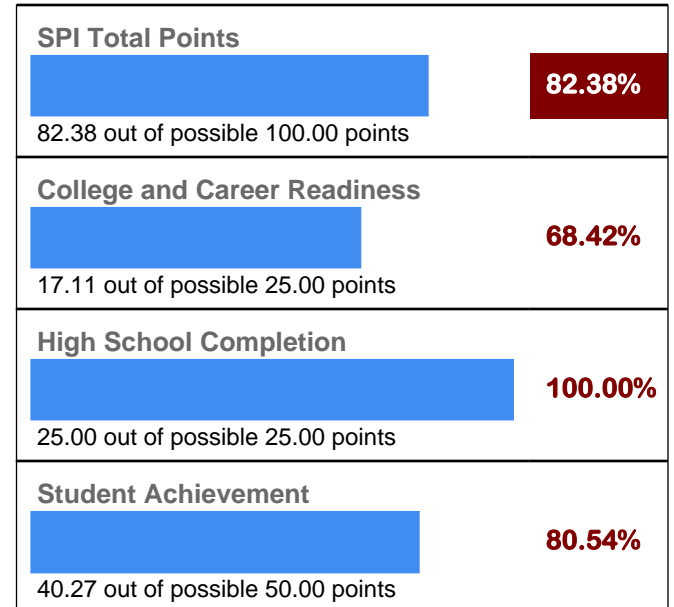 SPI Total Points
82.38%
82.38 out of possible 100.00 points
College and Career Readiness
68.42%
17.11 out of possible 25.00 points
High School Completion
100.00%
25.00 out of possible 25.00 points
Student Achievement
80.54%
40.27 out of possible 50.00 points